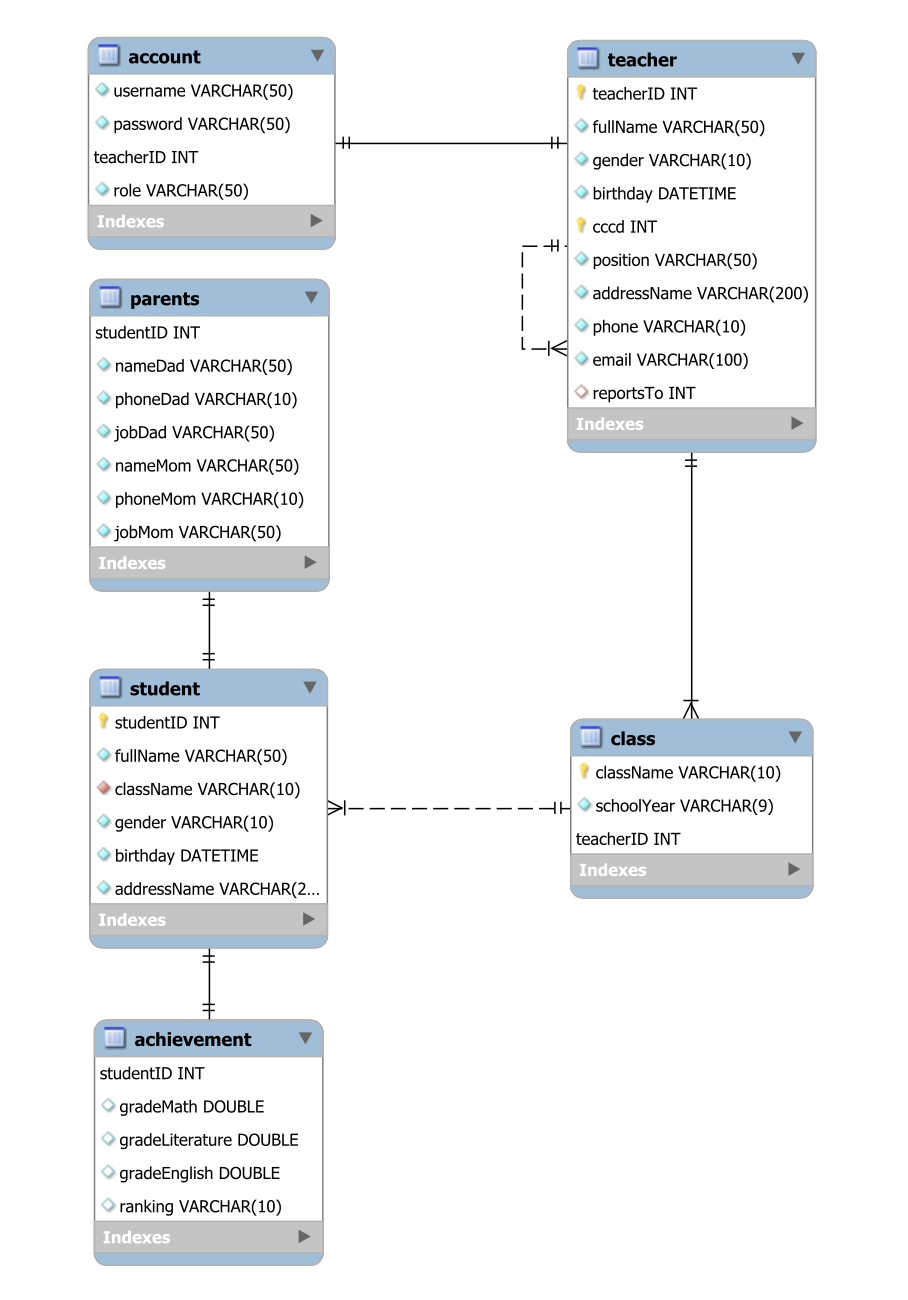 account
username VARCHAR(50)
password VARCHAR(50)
teacherID INT
role VARCHAR(50)
Indexes
parents
studentID INT
nameDad VARCHAR(50)
phoneDad VARCHAR(10)
jobDad VARCHAR(50)
nameMom VARCHAR(50)
phoneMom VARCHAR(10)
jobMom VARCHAR(50)
Indexes
student
studentID INT
fullName VARCHAR(50)
className VARCHAR(10)
gender VARCHAR(10)
birthday DATETIME
addressName VARCHAR(2...
Indexes
achievement
studentID INT
gradeMath DOUBLE
gradeLiterature DOUBLE
gradeEnglish DOUBLE
ranking VARCHAR(10)
Indexes
teacher
teacherID INT
fullName VARCHAR(50)
gender VARCHAR(10)
birthday DATETIME
cccd INT
position VARCHAR(50)
addressName VARCHAR(200)
phone VARCHAR(10)
email VARCHAR(100)
reportsTo INT
Indexes
class
className VARCHAR(10)
schoolYear VARCHAR(9)
teacherID INT
Indexes